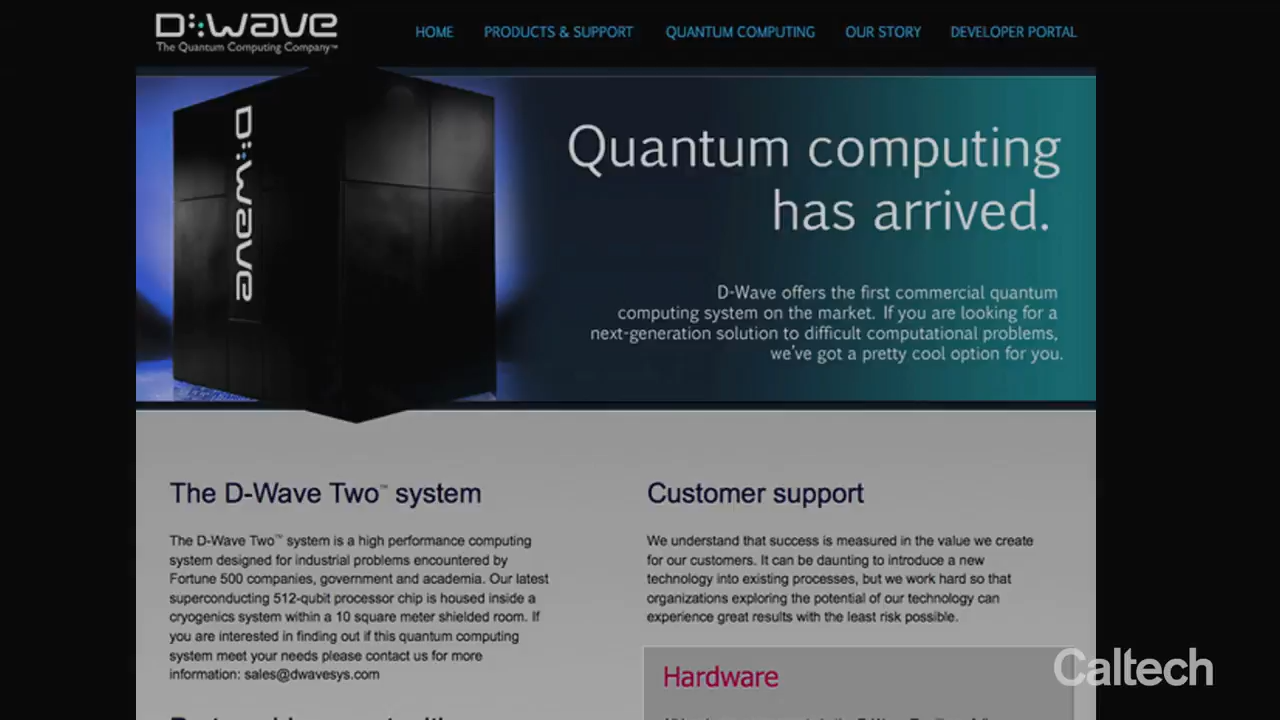 D:Wave
The Quantum Computing Company™
HOME
PRODUCTS & SUPPORT
QUANTUM COMPUTING
OUR STORY
DEVELOPER PORTAL
D:Wave
Quantum computing
has arrived.
D-Wave offers the first commercial quantum
computing system on the market. If you are looking for a
next-generation solution to difficult computational problems,
we've got a pretty cool option for you.
The D-Wave Two™ system
The D-Wave Two™ system is a high performance computing
system designed for industrial problems encountered by
Fortune 500 companies, government and academia. Our latest
superconducting 512-qubit processor chip is housed inside a
cryogenics system within a 10 square meter shielded room. If
you are interested in finding out if this quantum computing
system meet your needs please contact us for more
information: sales@dwavesys.com
Customer support
We understand that success is measured in the value we create
for our customers. It can be daunting to introduce a new
technology into existing processes, but we work hard so that
organizations exploring the potential of our technology can
experience great results with the least risk possible.
Hardware
Caltech